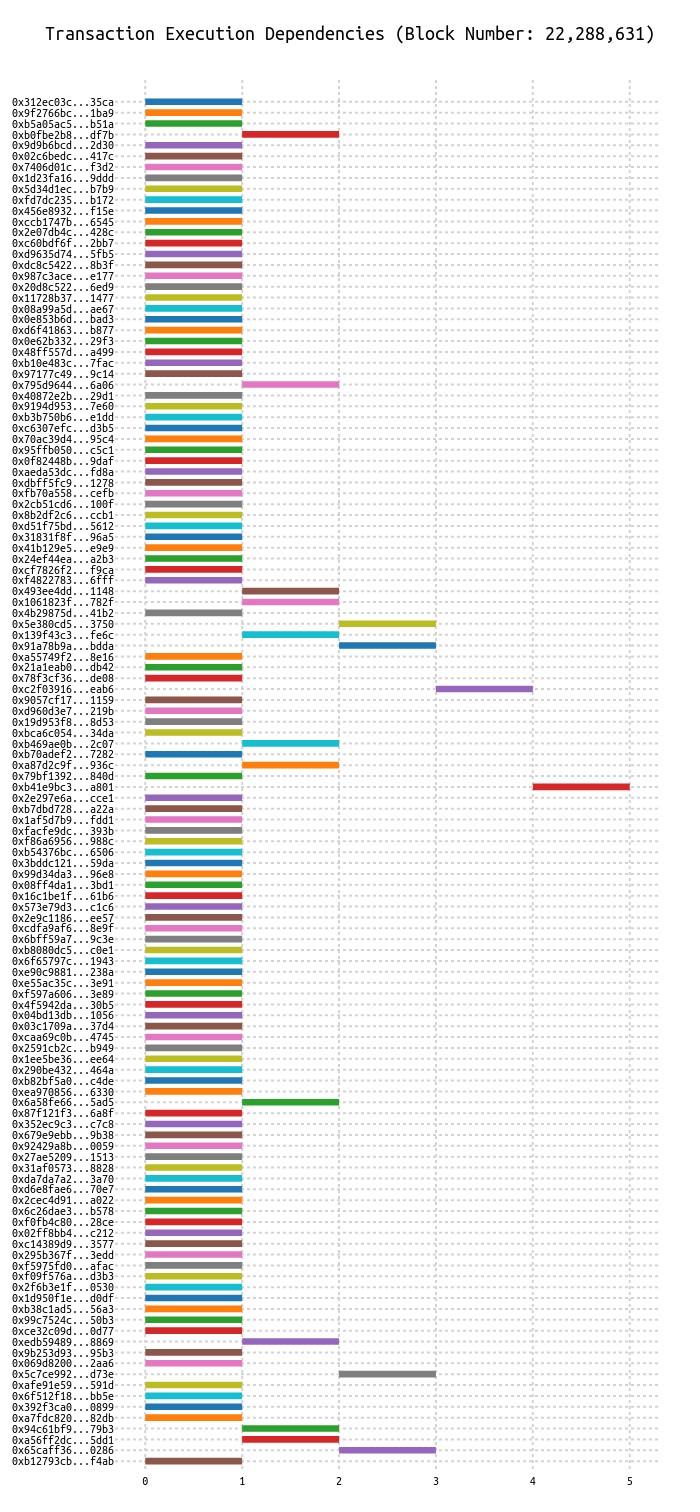 Transaction Execution Dependencies (Block Number: 22,288,631)
0x312ec03c...35ca
0x9f2766bc...1ba9
0xb5a05ac5...b51a
0xb0fbe2b8...df7b
0x9d9b6bcd...2d30
0x02c6bedc...417c
0x7406d01c...f3d2
0x1d23fa16...9ddd
0x5d34d1ec...b7b9
0xfd7dc235...b172
0x456e8932...f15e
0xccb1747b...6545
0x2e07db4c...428c
0xc60bdf6f...2bb7
0xd9635d74...5fb5
0xdc8c5422...8b3f
0x987c3ace...e177
0x20d8c522...6ed9
0x11728b37...1477
0x08a99a5d...ae67
0x0e853b6d...bad3
0xd6f41863...b877
0x0e62b332...29f3
0x48ff557d...a499
0xb10e483c...7fac
0x97177c49...9c14
0x795d9644...6a06
0x40872e2b...29d1
0x9194d953...7e60
0xb3b750b6...e1dd
0xc6307efc...d3b5
0x70ac39d4...95c4
0x95ffb050...c5c1
0x0f82448b...9daf
0xaeda53dc...fd8a
0xdbff5fc9...1278
0xfb70a558...cefb
0x2cb51cd6...100f
0x8b2df2c6...ccb1
0xd51f75bd...5612
0x31831f8f...96a5
0x41b129e5...e9e9
0x24ef44ea...a2b3
0xcf7826f2...f9ca
0xf4822783...6fff
0x493ee4dd...1148
0x1061823f...782f
0x4b29875d...41b2
0x5e380cd5...3750
0x139f43c3...fe6c
0x91a78b9a...bdda
0xa55749f2...8e16
0x21a1eab0...db42
0x78f3cf36...de08
0xc2f03916...eab6
0x9057cf17...1159
0xd960d3e7...219b
0x19d953f8...8d53
0xbca6c054...34da
0xb469ae0b...2c07
0xb70adef2...7282
0xa87d2c9f...936c
0x79bf1392...840d
0xb41e9bc3...a801
0x2e297e6a...cce1
0xb7dbd728...a22a
0x1af5d7b9...fdd1
0xfacfe9dc...393b
0xf86a6956...988c
0xb54376bc...6506
0x3bddc121...59da
0x99d34da3...96e8
0x08ff4da1...3bd1
0x16c1be1f...61b6
0x573e79d3...c1c6
0x2e9c1186...ee57
0xcdfa9af6...8e9f
0x6bff59a7...9c3e
0xb8080dc5...c0e1
0x6f65797c...1943
0xe90c9881...238a
0xe55ac35c...3e91
0xf597a606...3e89
0x4f5942da...30b5
0x04bd13db...1056
0x03c1709a...37d4
0xcaa69c0b...4745
0x2591cb2c...b949
0x1ee5be36...ee64
0x290be432...464a
0xb82bf5a0...c4de
0xea970856...6330
0x6a58fe66...5ad5
0x87f121f3...6a8f
0x352ec9c3...c7c8
0x679e9ebb...9b38
0x92429a8b...0059
0x27ae5209...1513
0x31af0573...8828
0xda7da7a2...3a70
0xd6e8fae6...70e7
0x2cec4d91...a022
0x6c26dae3...b578
0xf0fb4c80...28ce
0x02ff8bb4...c212
0xc14389d9...3577
0x295b367f...3edd
0xf5975fd0...afac
0xf09f576a...d3b3
0x2f6b3e1f...0530
0x1d950f1e...d0df
0xb38c1ad5...56a3
0x99c7524c...50b3
0xce32c09d...0d77
0xedb59489...8869
0x9b253d93...95b3
0x069d8200...2aa6
0x5c7ce992...d73e
0xafe91e59...591d
0x6f512f18...bb5e
0x392f3ca0...0899
0xa7fdc820...82db
0x94c61bf9...79b3
0xa56ff2dc...5dd1
0x65caff36...0286
0xb12793cb...f4ab
0 1 2 3 4 5